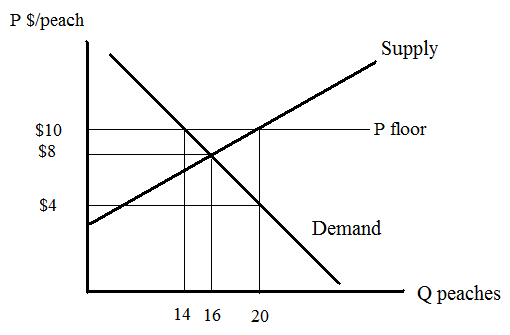 P $/peach
Supply
$10
P floor
$8
$4
Demand
Q peaches
14 16 20